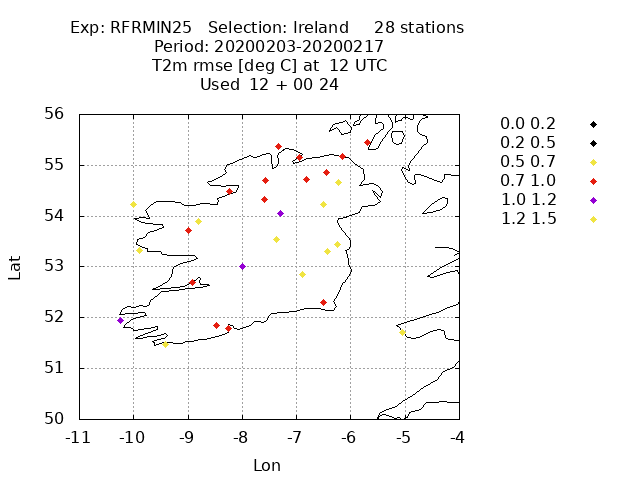 Exp: RFRMIN25 Selection: Ireland 28 stations
Period: 20200203-20200217
T2m rmse [deg C] at 12 UTC
Used 12 + 00 24
56
55
54
53
52
51
50
-11 -10 -9 -8 -7 -6 -5 -4
Lat
Lon
0.0 0.2
0.2 0.5
0.5 0.7
0.7 1.0
1.0 1.2
1.2 1.5